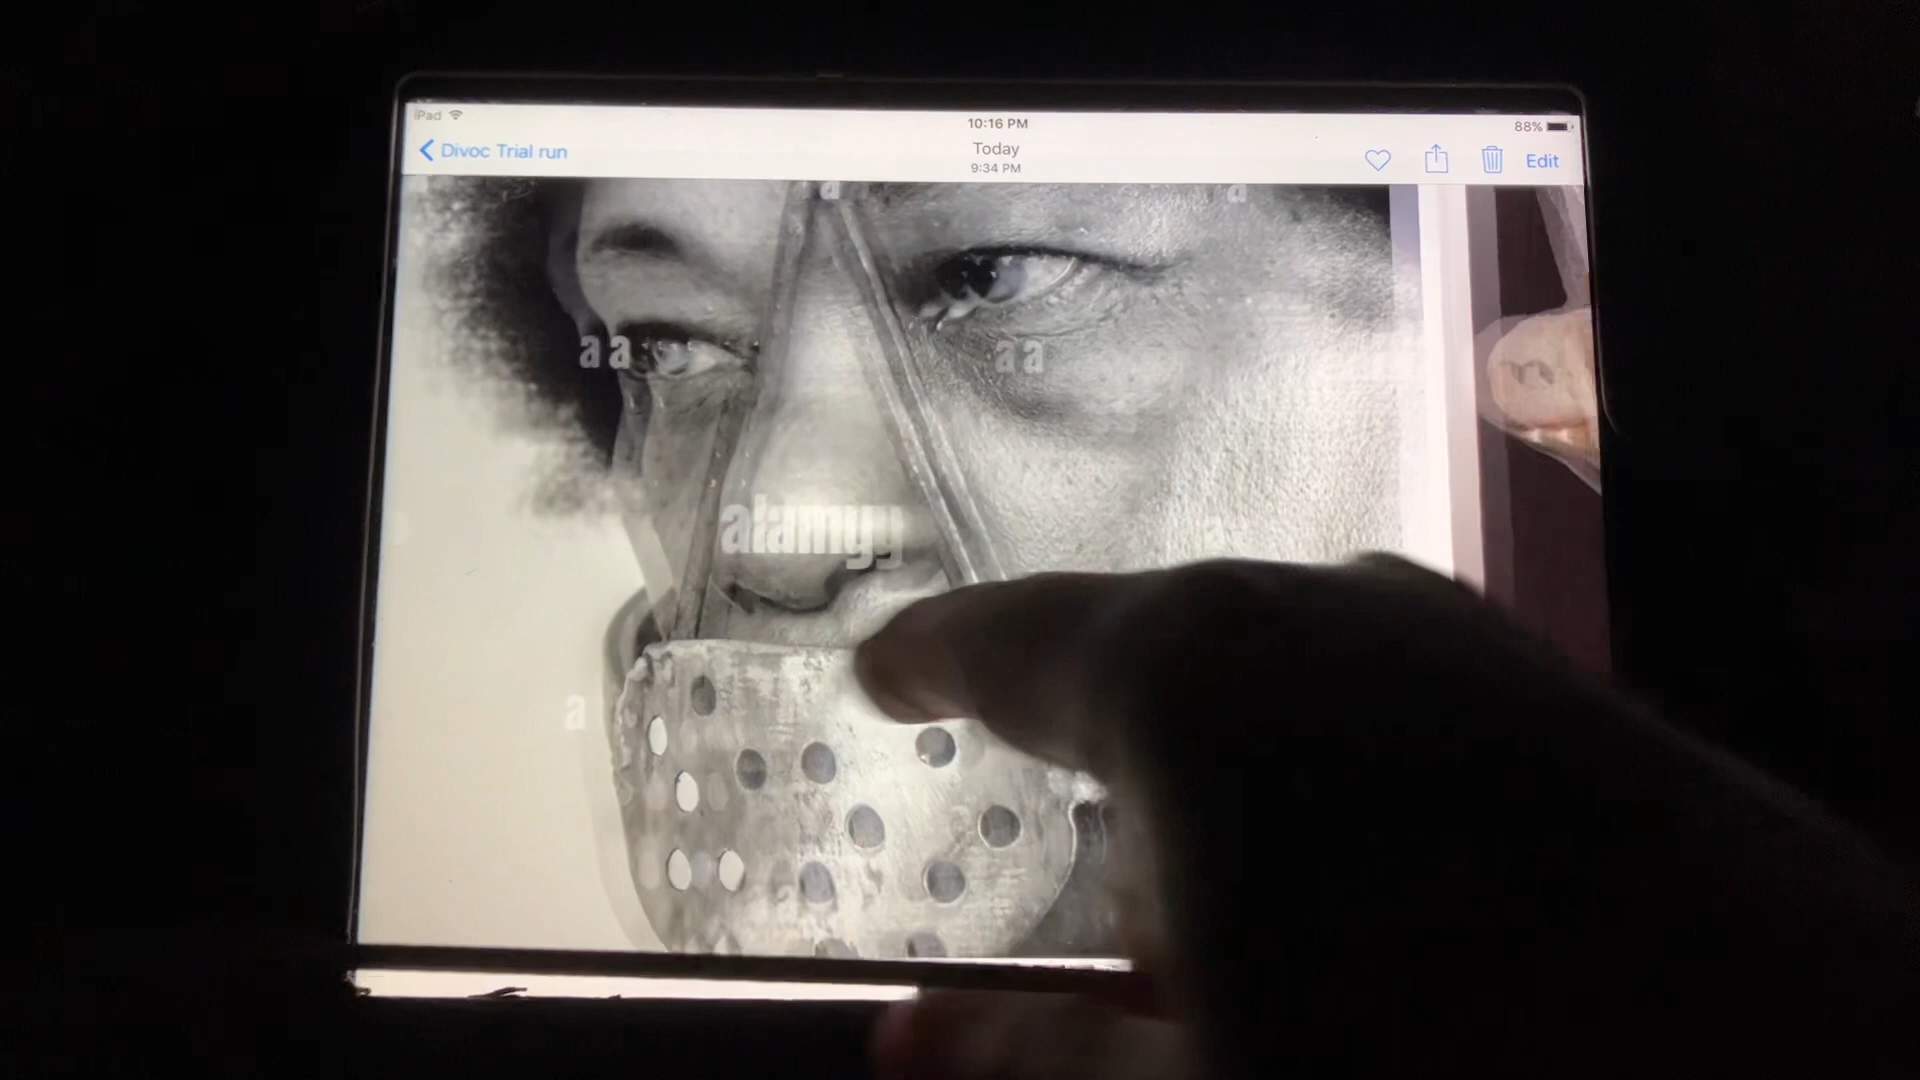 iPad
10:16 PM
88%
Divoc Trial run
Today
9:34 PM
Edit
a
a
a a
a a
alamy
a
a
a